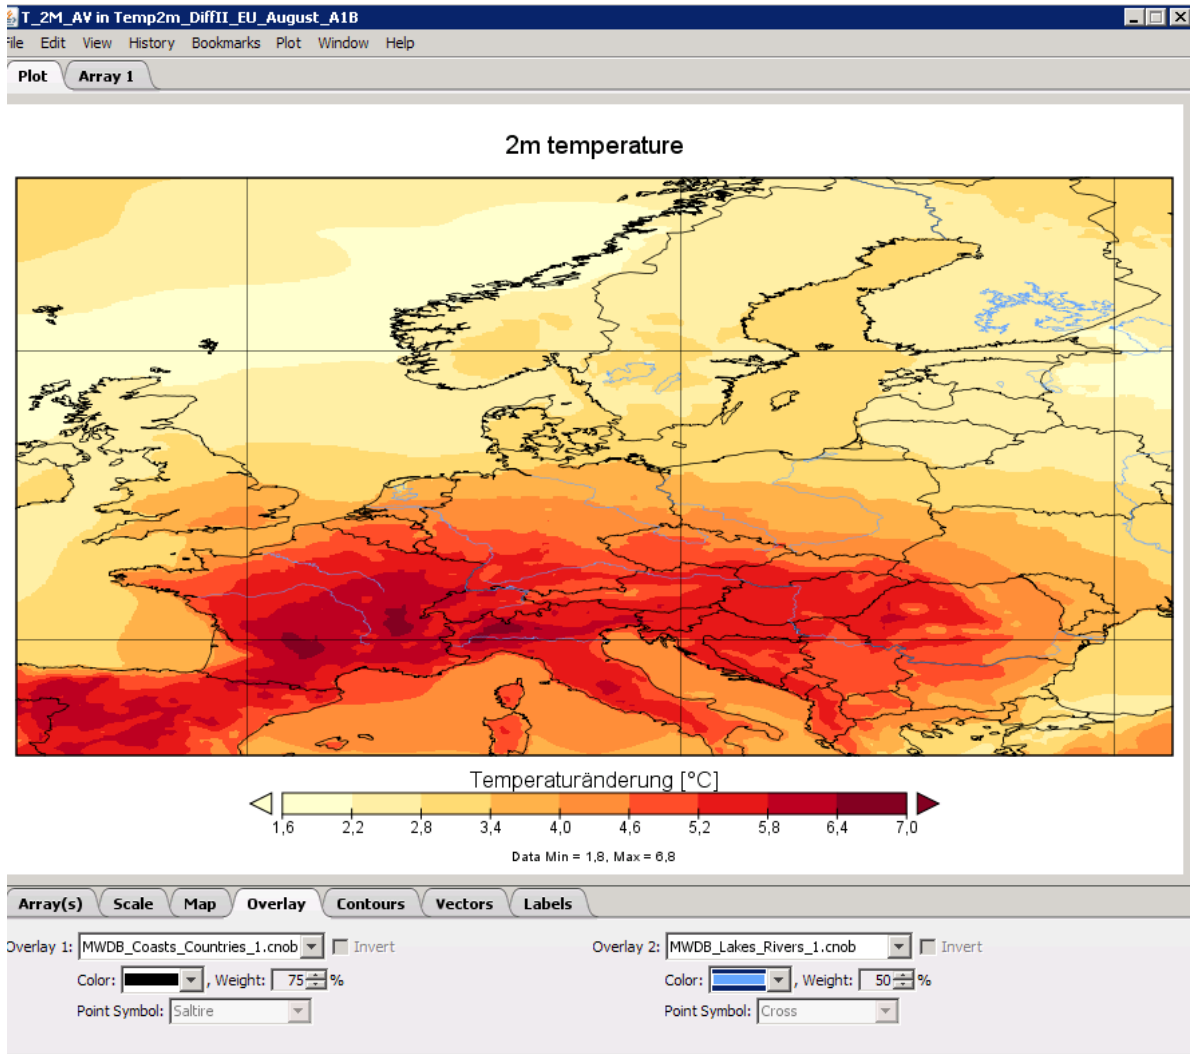 T_2M_AV in Temp2m_DiffII_EU_August_A1B
File Edit View History Bookmarks Plot Window Help
Plot Array 1
2m temperature
Temperaturänderung [°C]
1,6 2,2 2,8 3,4 4,0 4,6 5,2 5,8 6,4 7,0
Data Min = 1,8, Max = 6,8
Array(s) Scale Map Overlay Contours Vectors Labels
Overlay 1: MWDB_Coasts_Countries_1.cnob Invert Overlay 2: MWDB_Lakes_Rivers_1.cnob Invert
Color: , Weight: 75 % Color: , Weight: 50 %
Point Symbol: Saltire Point Symbol: Cross